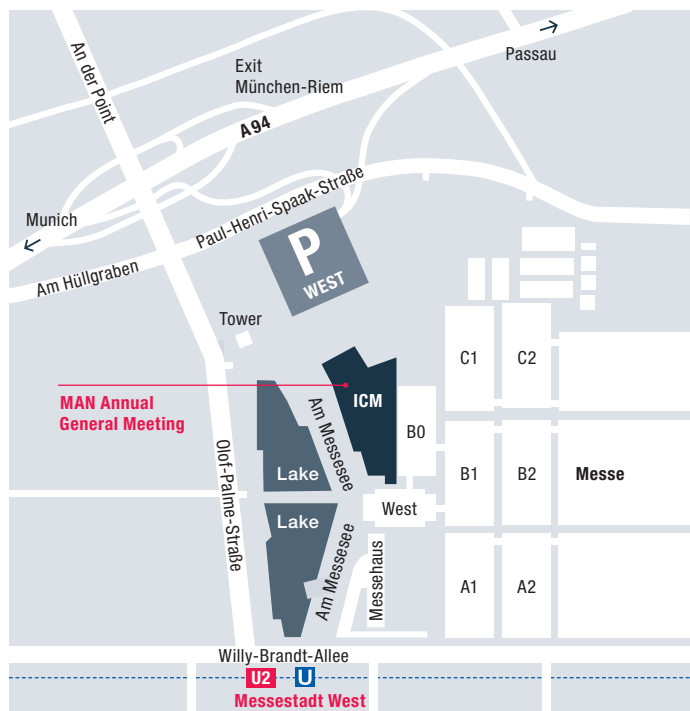 An der Point
Exit
München-Riem
Passau
A94
Munich
Paul-Henri-Spaak-Straße
Am Hüllgraben
P
WEST
Tower
C1
C2
MAN Annual
General Meeting
ICM
Am Messesee
B0
Lake
B1
B2
Messe
Olof-Palme-Straße
West
Lake
Am Messesee
Messehaus
A1
A2
Willy-Brandt-Allee
U2
U
Messestadt West